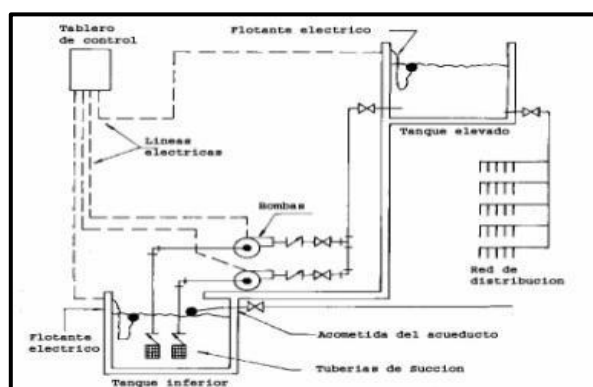 Tablero
de control
Flotante electrico
Tanque elevado
Lineas
electricas
Bombas
Red de
distribucion
Flotante
electrico
Acometida del acueducto
Tuberias de Succion
Tanque inferior